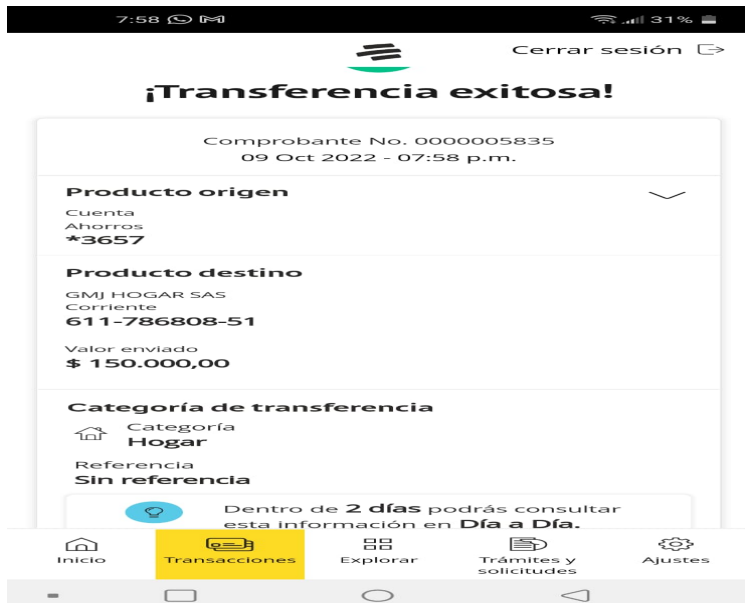 7:58 31%
Cerrar sesión
¡Transferencia exitosa!
Comprobante No. 0000005835
09 Oct 2022 - 07:58 p.m.
Producto origen
Cuenta
Ahorros
*3657
Producto destino
GMJ HOGAR SAS
Corriente
611-786808-51
Valor enviado
$ 150.000,00
Categoría de transferencia
Categoría
Hogar
Referencia
Sin referencia
Dentro de 2 días podrás consultar
esta información en Día a Día.
Inicio Transacciones Explorar Trámites y solicitudes Ajustes